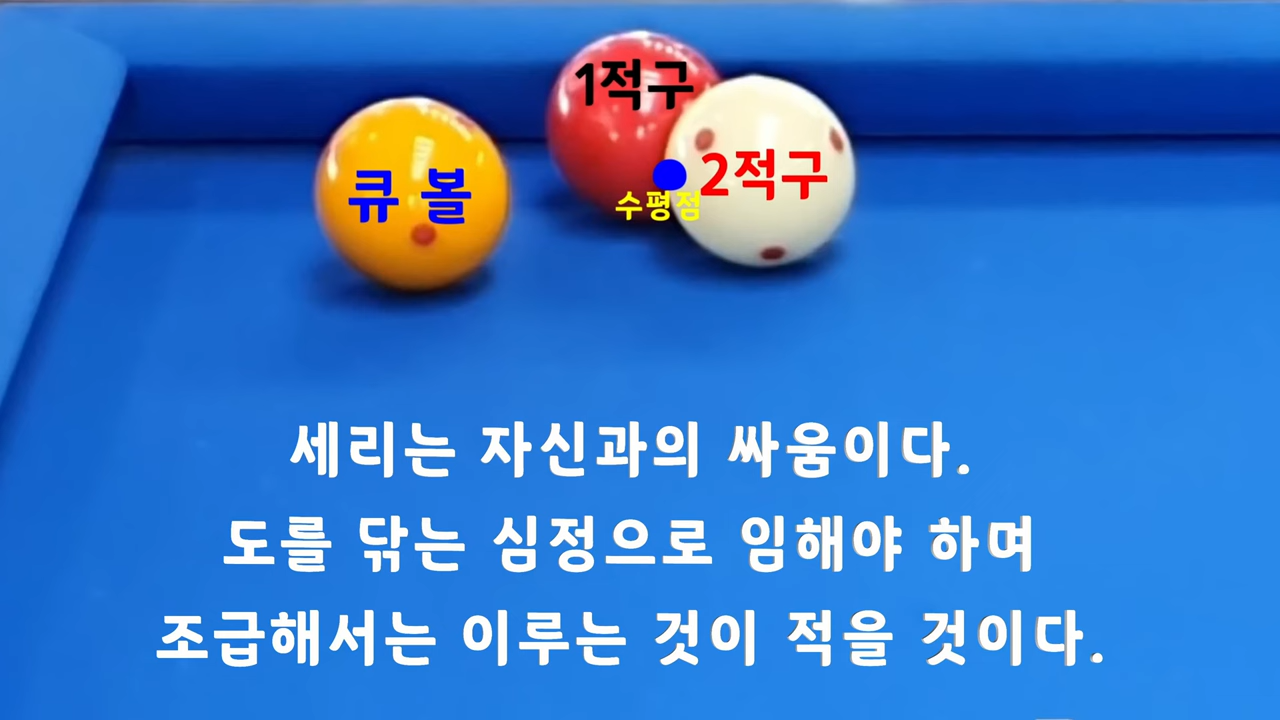 1적구
큐 볼
2적구
수평점
세리는 자신과의 싸움이다.
도를 닦는 심정으로 임해야 하며
조급해서는 이루는 것이 적을 것이다.